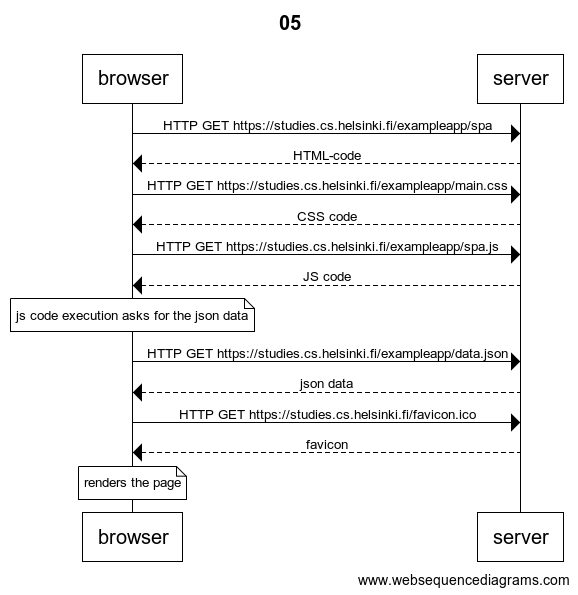 05
browser
server
HTTP GET https://studies.cs.helsinki.fi/exampleapp/spa
HTML-code
HTTP GET https://studies.cs.helsinki.fi/exampleapp/main.css
CSS code
HTTP GET https://studies.cs.helsinki.fi/exampleapp/spa.js
JS code
js code execution asks for the json data
HTTP GET https://studies.cs.helsinki.fi/exampleapp/data.json
json data
HTTP GET https://studies.cs.helsinki.fi/favicon.ico
favicon
renders the page
browser
server
www.websequencediagrams.com